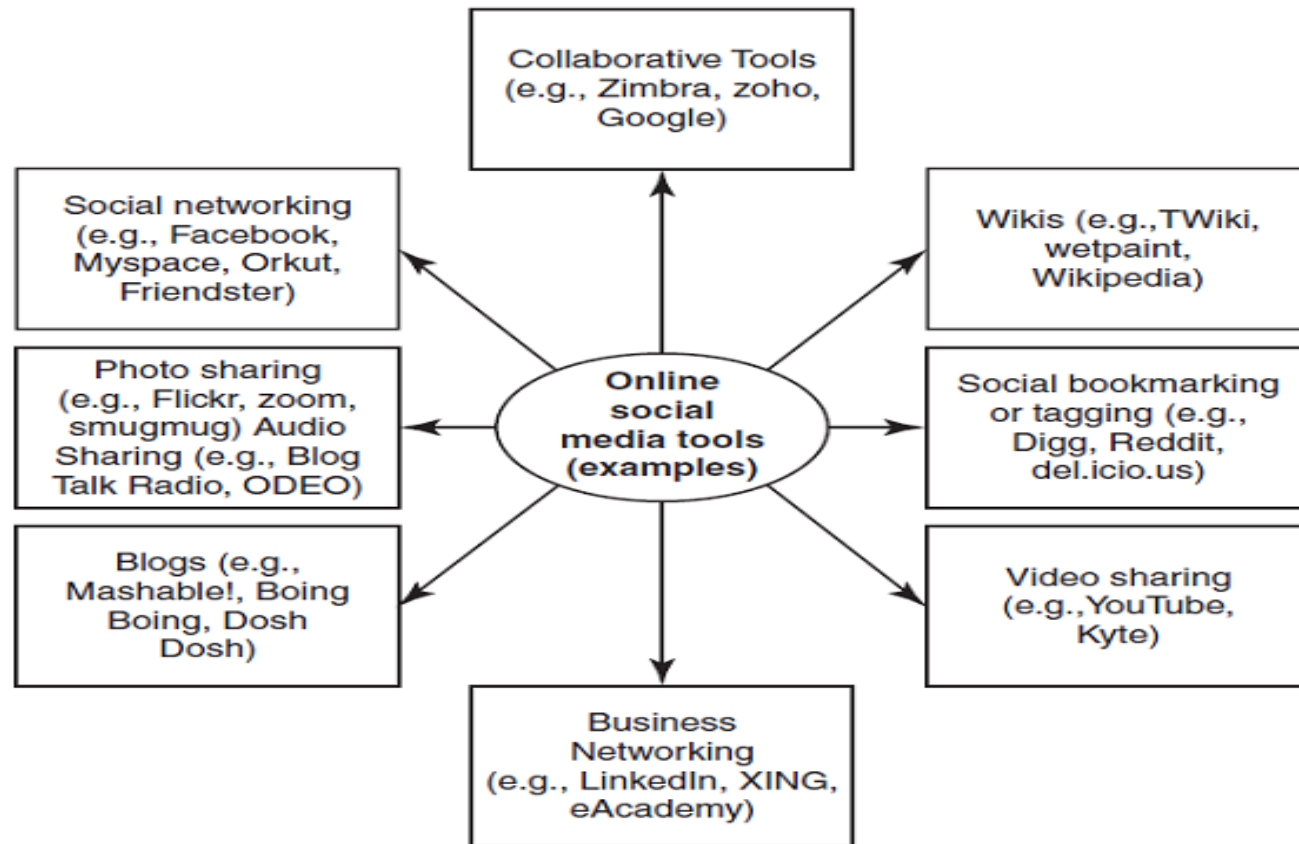 Collaborative Tools
(e.g., Zimbra, zoho,
Google)
Social networking
(e.g., Facebook,
Myspace, Orkut,
Friendster)
Wikis (e.g.,TWiki,
wetpaint,
Wikipedia)
Photo sharing
(e.g., Flickr, zoom,
smugmug) Audio
Sharing (e.g., Blog
Talk Radio, ODEO)
Online
social
media tools
(examples)
Social bookmarking
or tagging (e.g.,
Digg, Reddit,
del.icio.us)
Blogs (e.g.,
Mashable!, Boing
Boing, Dosh
Dosh)
Video sharing
(e.g.,YouTube,
Kyte)
Business
Networking
(e.g., LinkedIn, XING,
eAcademy)